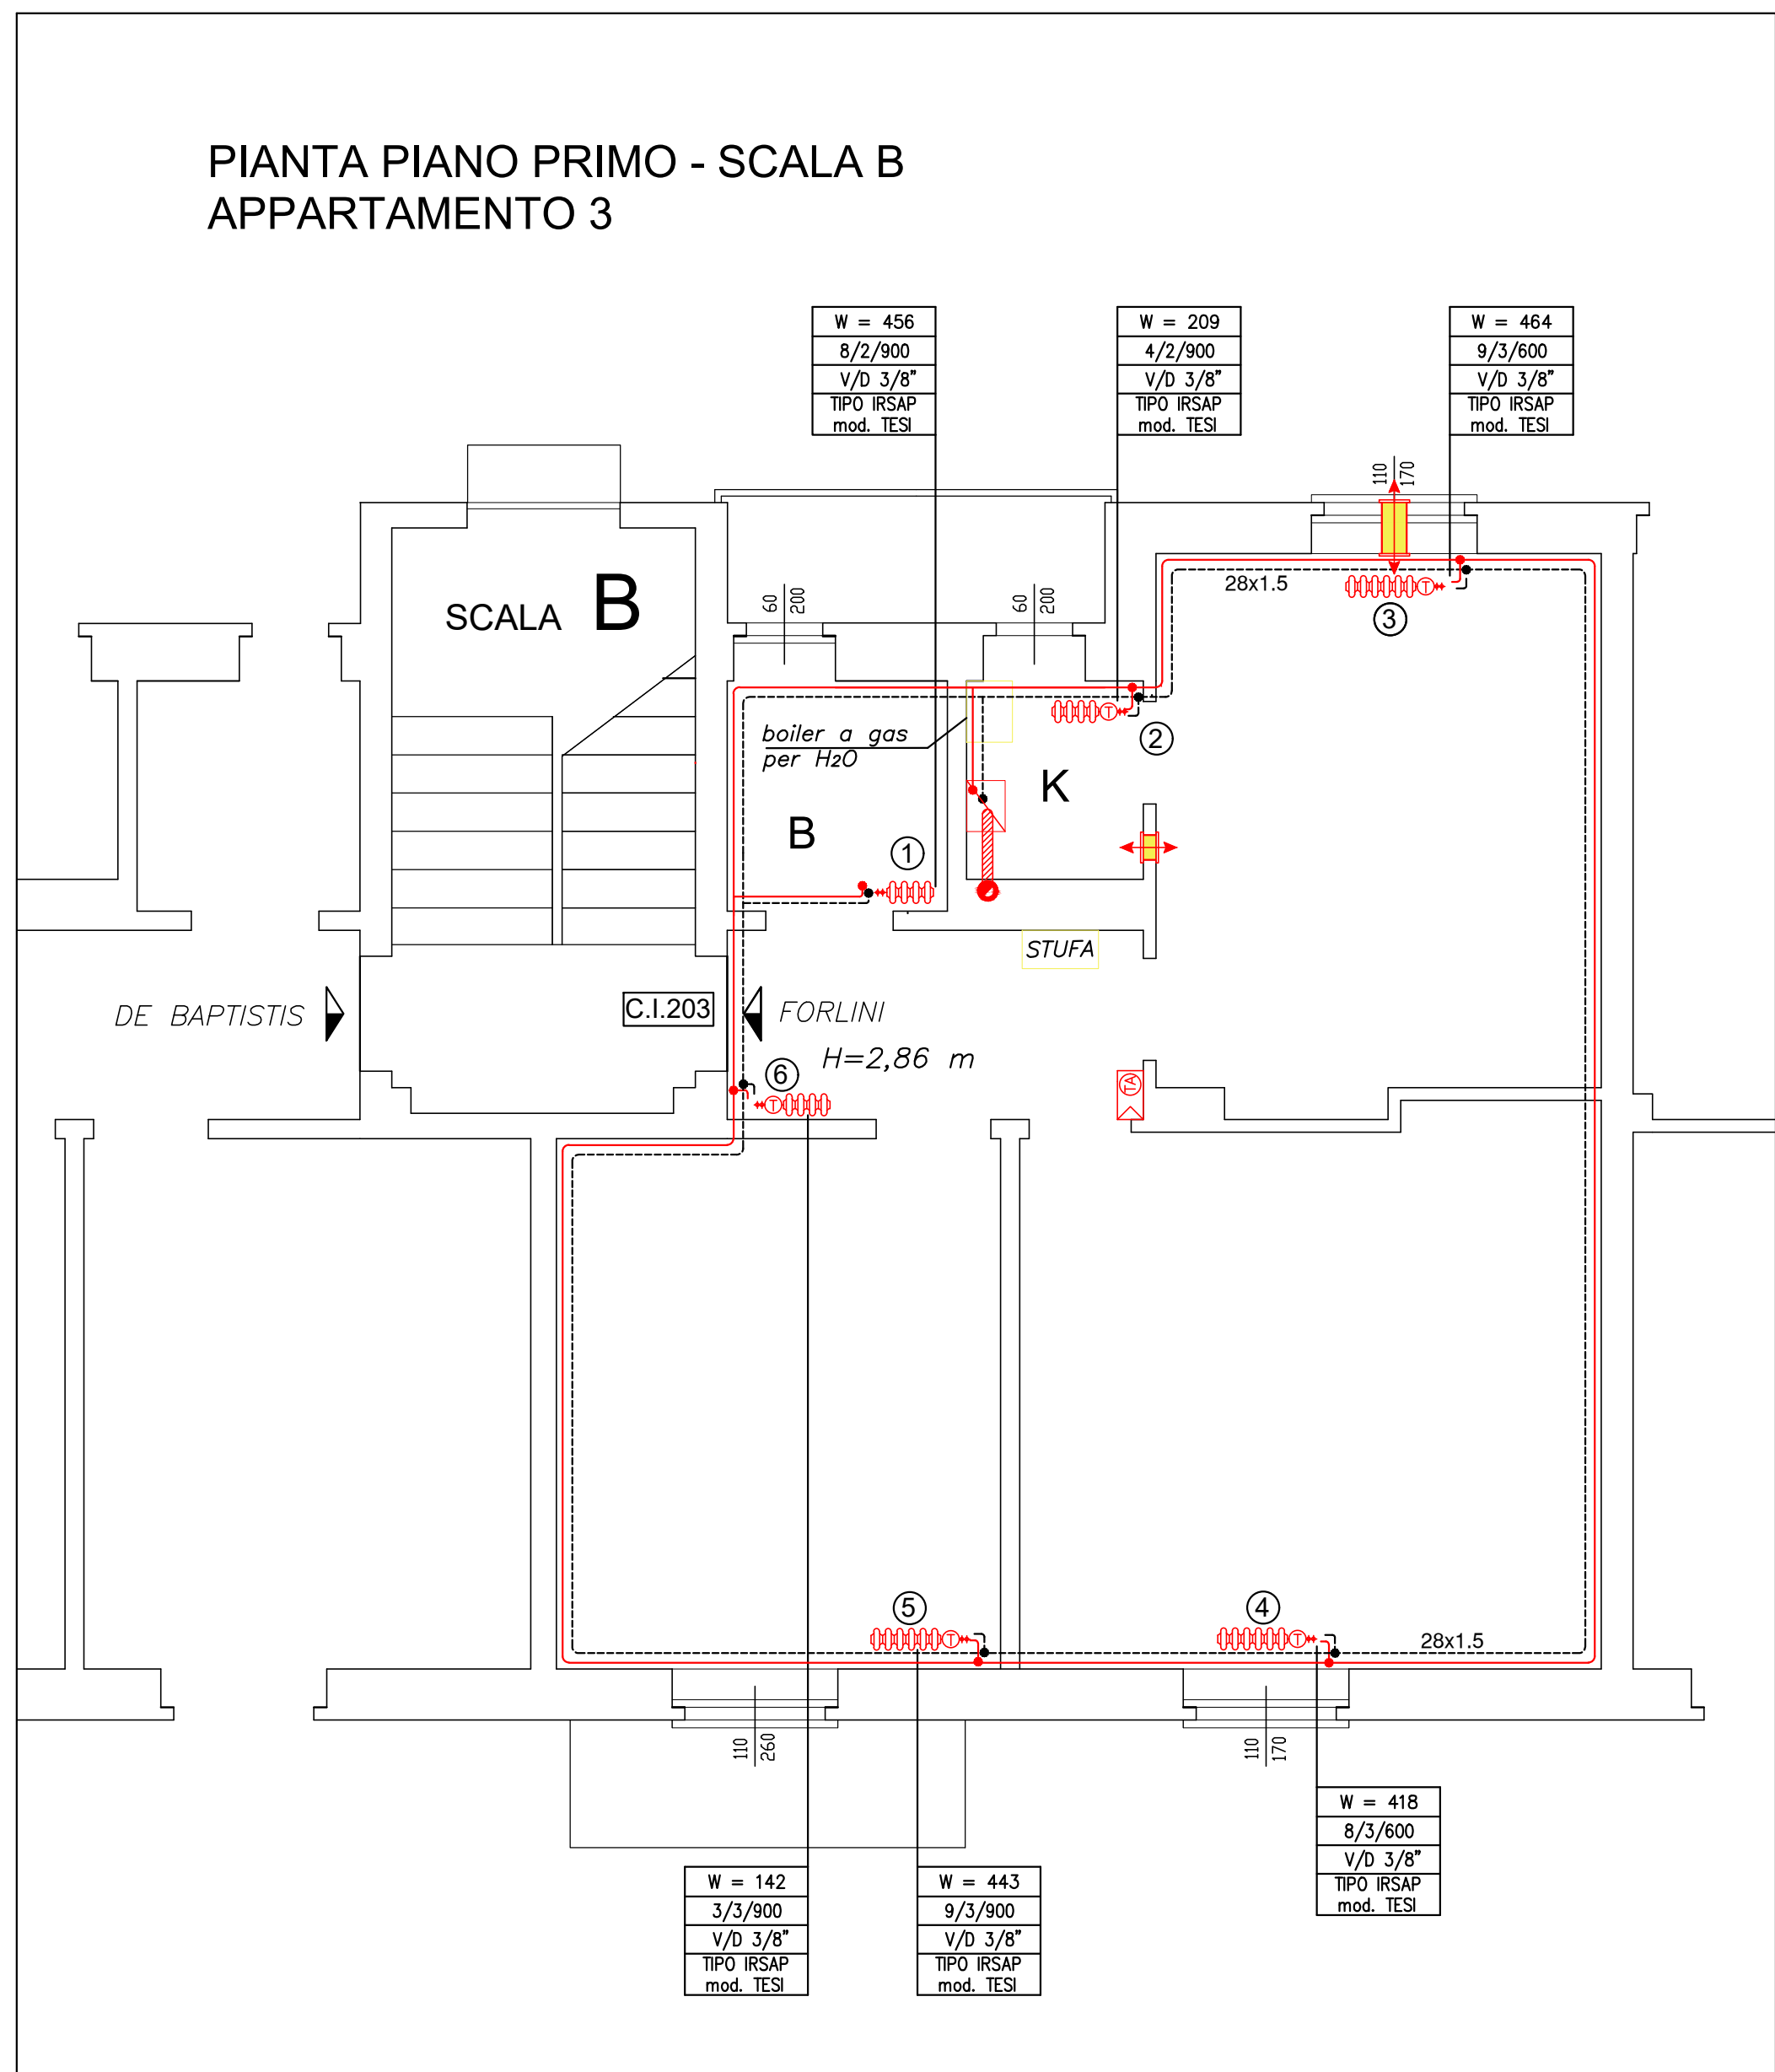 PIANTA PIANO PRIMO - SCALA B
APPARTAMENTO 3
W = 456
8/2/900
V/D 3/8"
TIPO IRSAP
mod. TESI
W = 209
4/2/900
V/D 3/8"
TIPO IRSAP
mod. TESI
W = 464
9/3/600
V/D 3/8"
TIPO IRSAP
mod. TESI
110
170
SCALA B
60
200
60
200
28x1.5
T
3
T
2
boiler a gas
per H2O
K
B
1
STUFA
DE BAPTISTIS
C.I.203
FORLINI
H=2,86 m
6
T
TA
5
T
4
T
28x1.5
110
260
110
170
W = 418
8/3/600
V/D 3/8"
TIPO IRSAP
mod. TESI
W = 142
3/3/900
V/D 3/8"
TIPO IRSAP
mod. TESI
W = 443
9/3/900
V/D 3/8"
TIPO IRSAP
mod. TESI